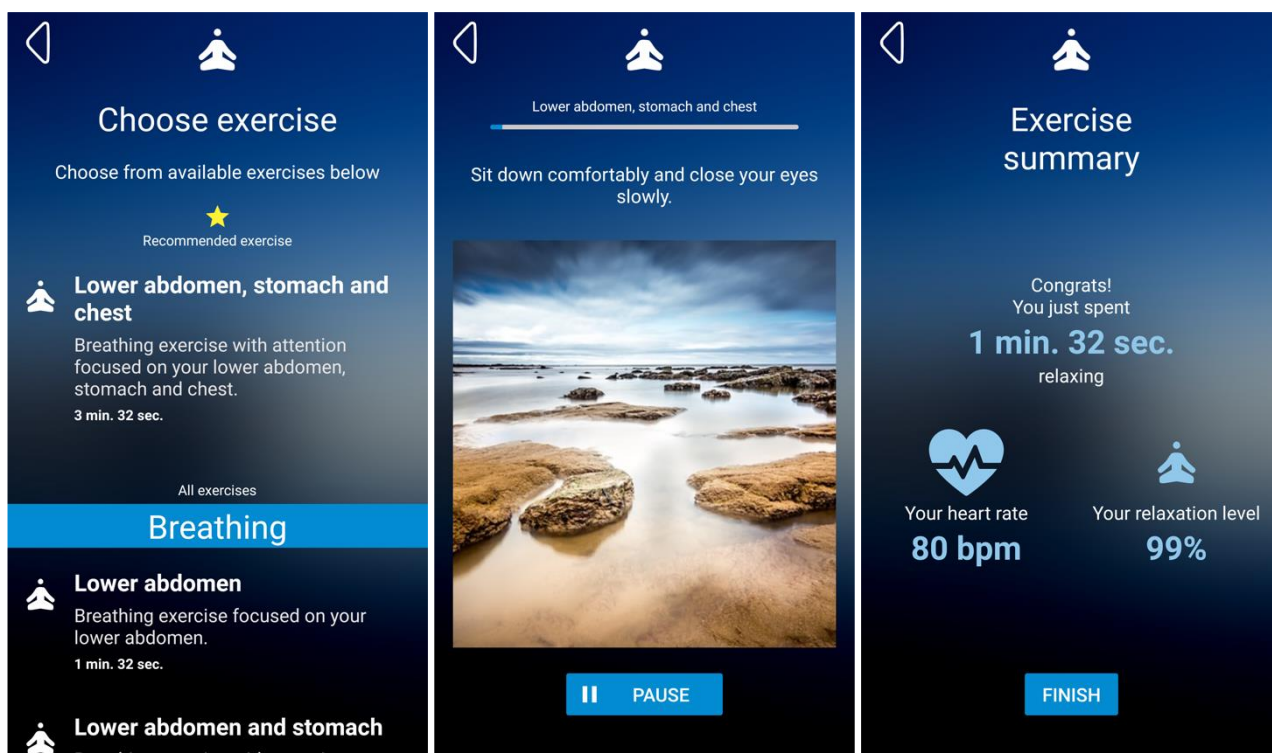 Choose exercise
Choose from available exercises below
Recommended exercise
Lower abdomen, stomach and
chest
Breathing exercise with attention
focused on your lower abdomen,
stomach and chest.
3 min. 32 sec.
All exercises
Breathing
Lower abdomen
Breathing exercise focused on your
lower abdomen.
1 min. 32 sec.
Lower abdomen and stomach
Lower abdomen, stomach and chest
Sit down comfortably and close your eyes
slowly.
PAUSE
Exercise
summary
Congrats!
You just spent
1 min. 32 sec.
relaxing
Your heart rate
80 bpm
Your relaxation level
99%
FINISH